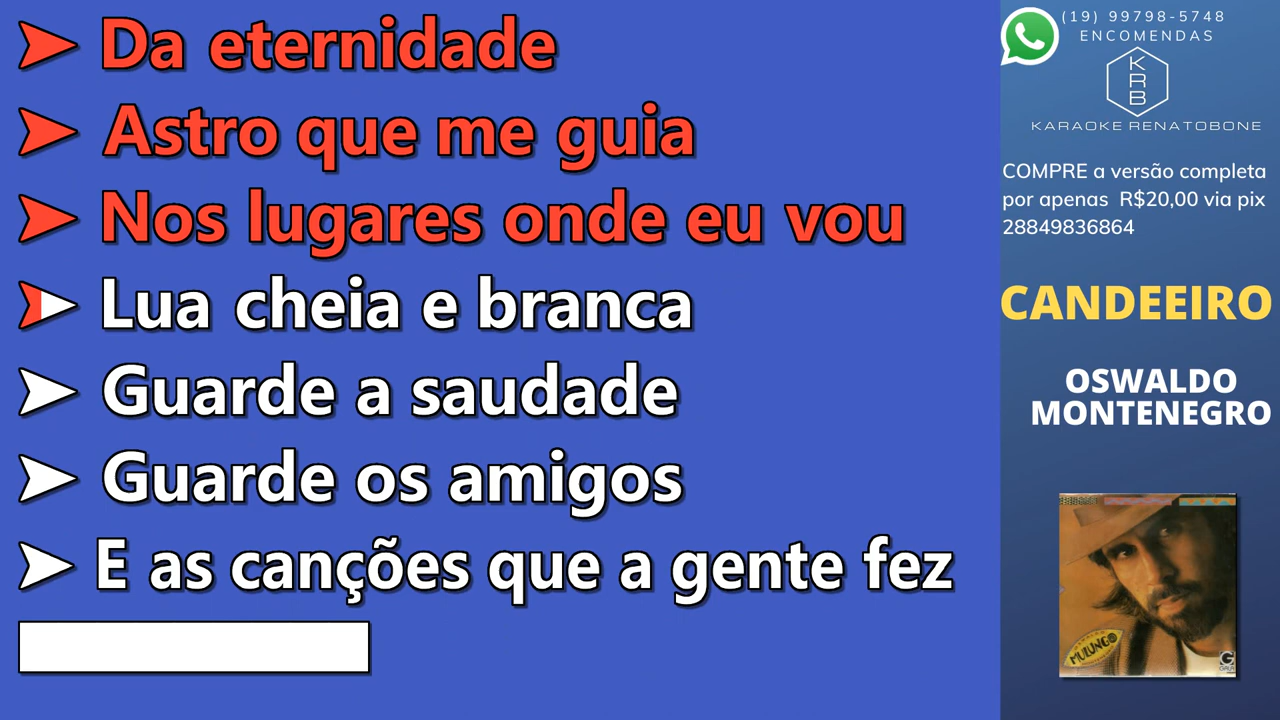 Da eternidade
Astro que me guia
Nos lugares onde eu vou
Lua cheia e branca
Guarde a saudade
Guarde os amigos
E as canções que a gente fez
(19) 99798-5748
ENCOMENDAS
K
R
B
KARAOKE RENATOBONE
COMPRE a versão completa
por apenas R$20,00 via pix
28849836864
CANDEEIRO
OSWALDO
MONTENEGRO
MULUNGO